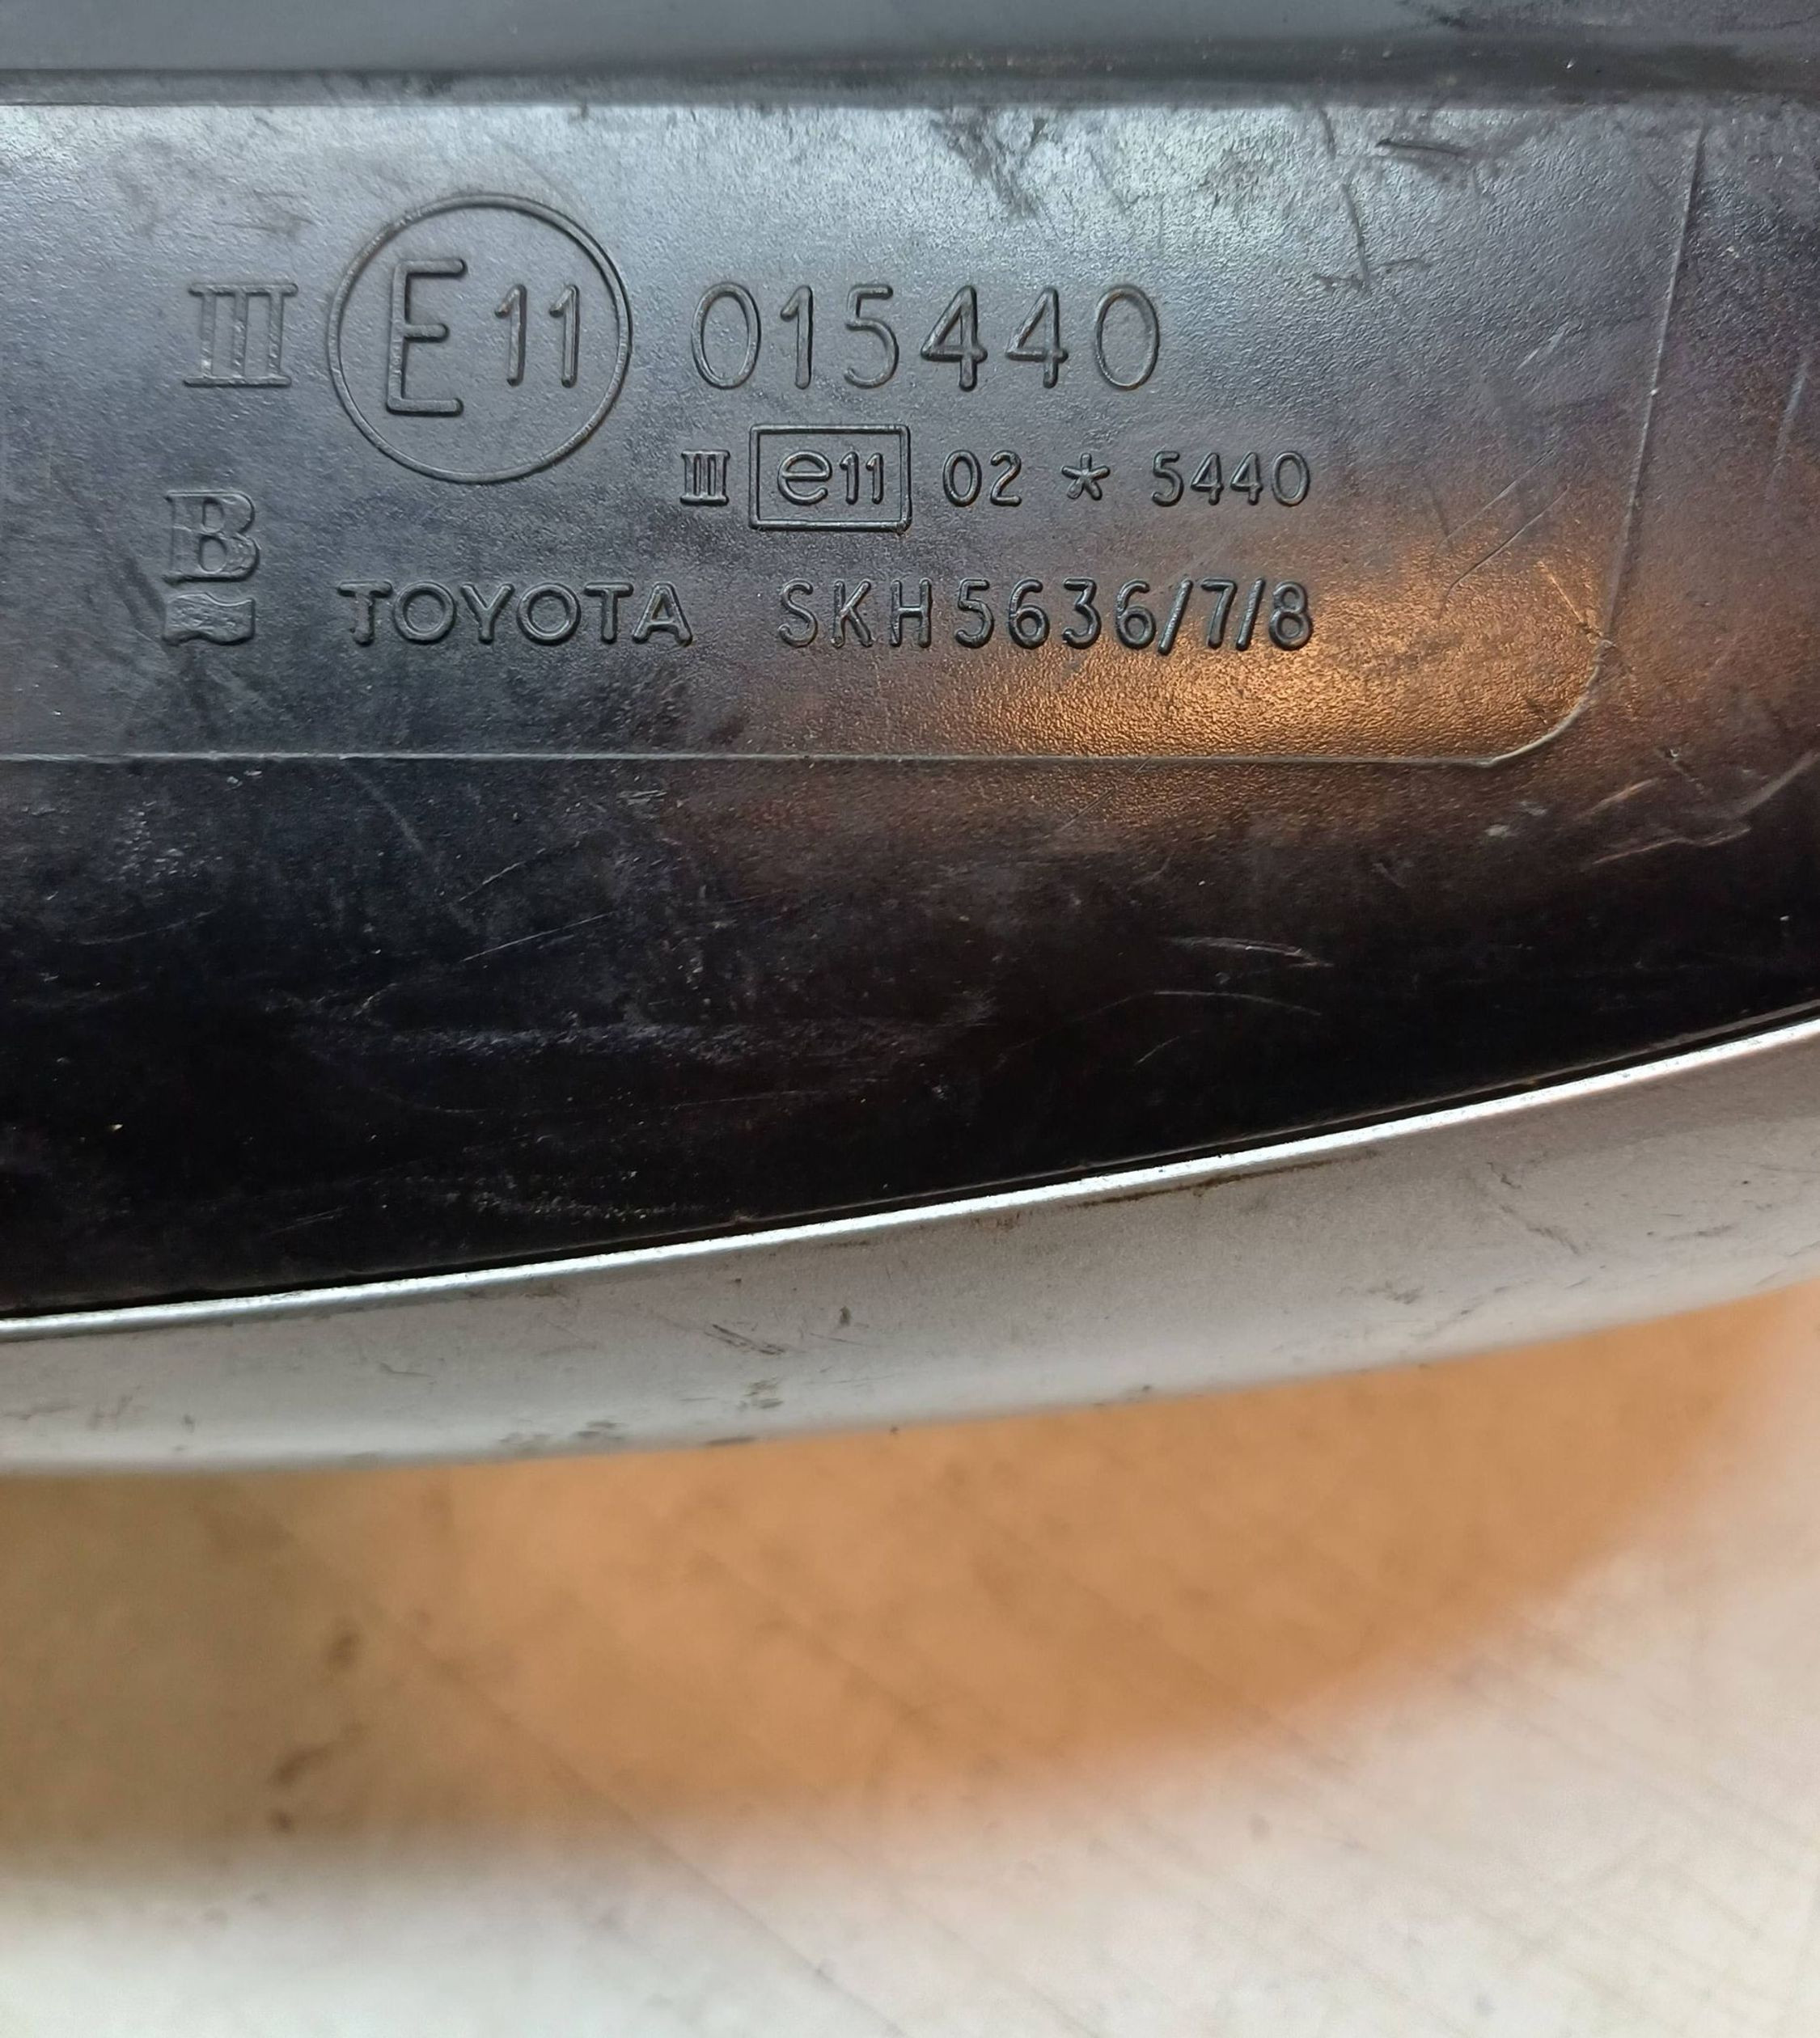 III E11 015440
III e11 02 * 5440
B
TOYOTA SKH5636/7/8